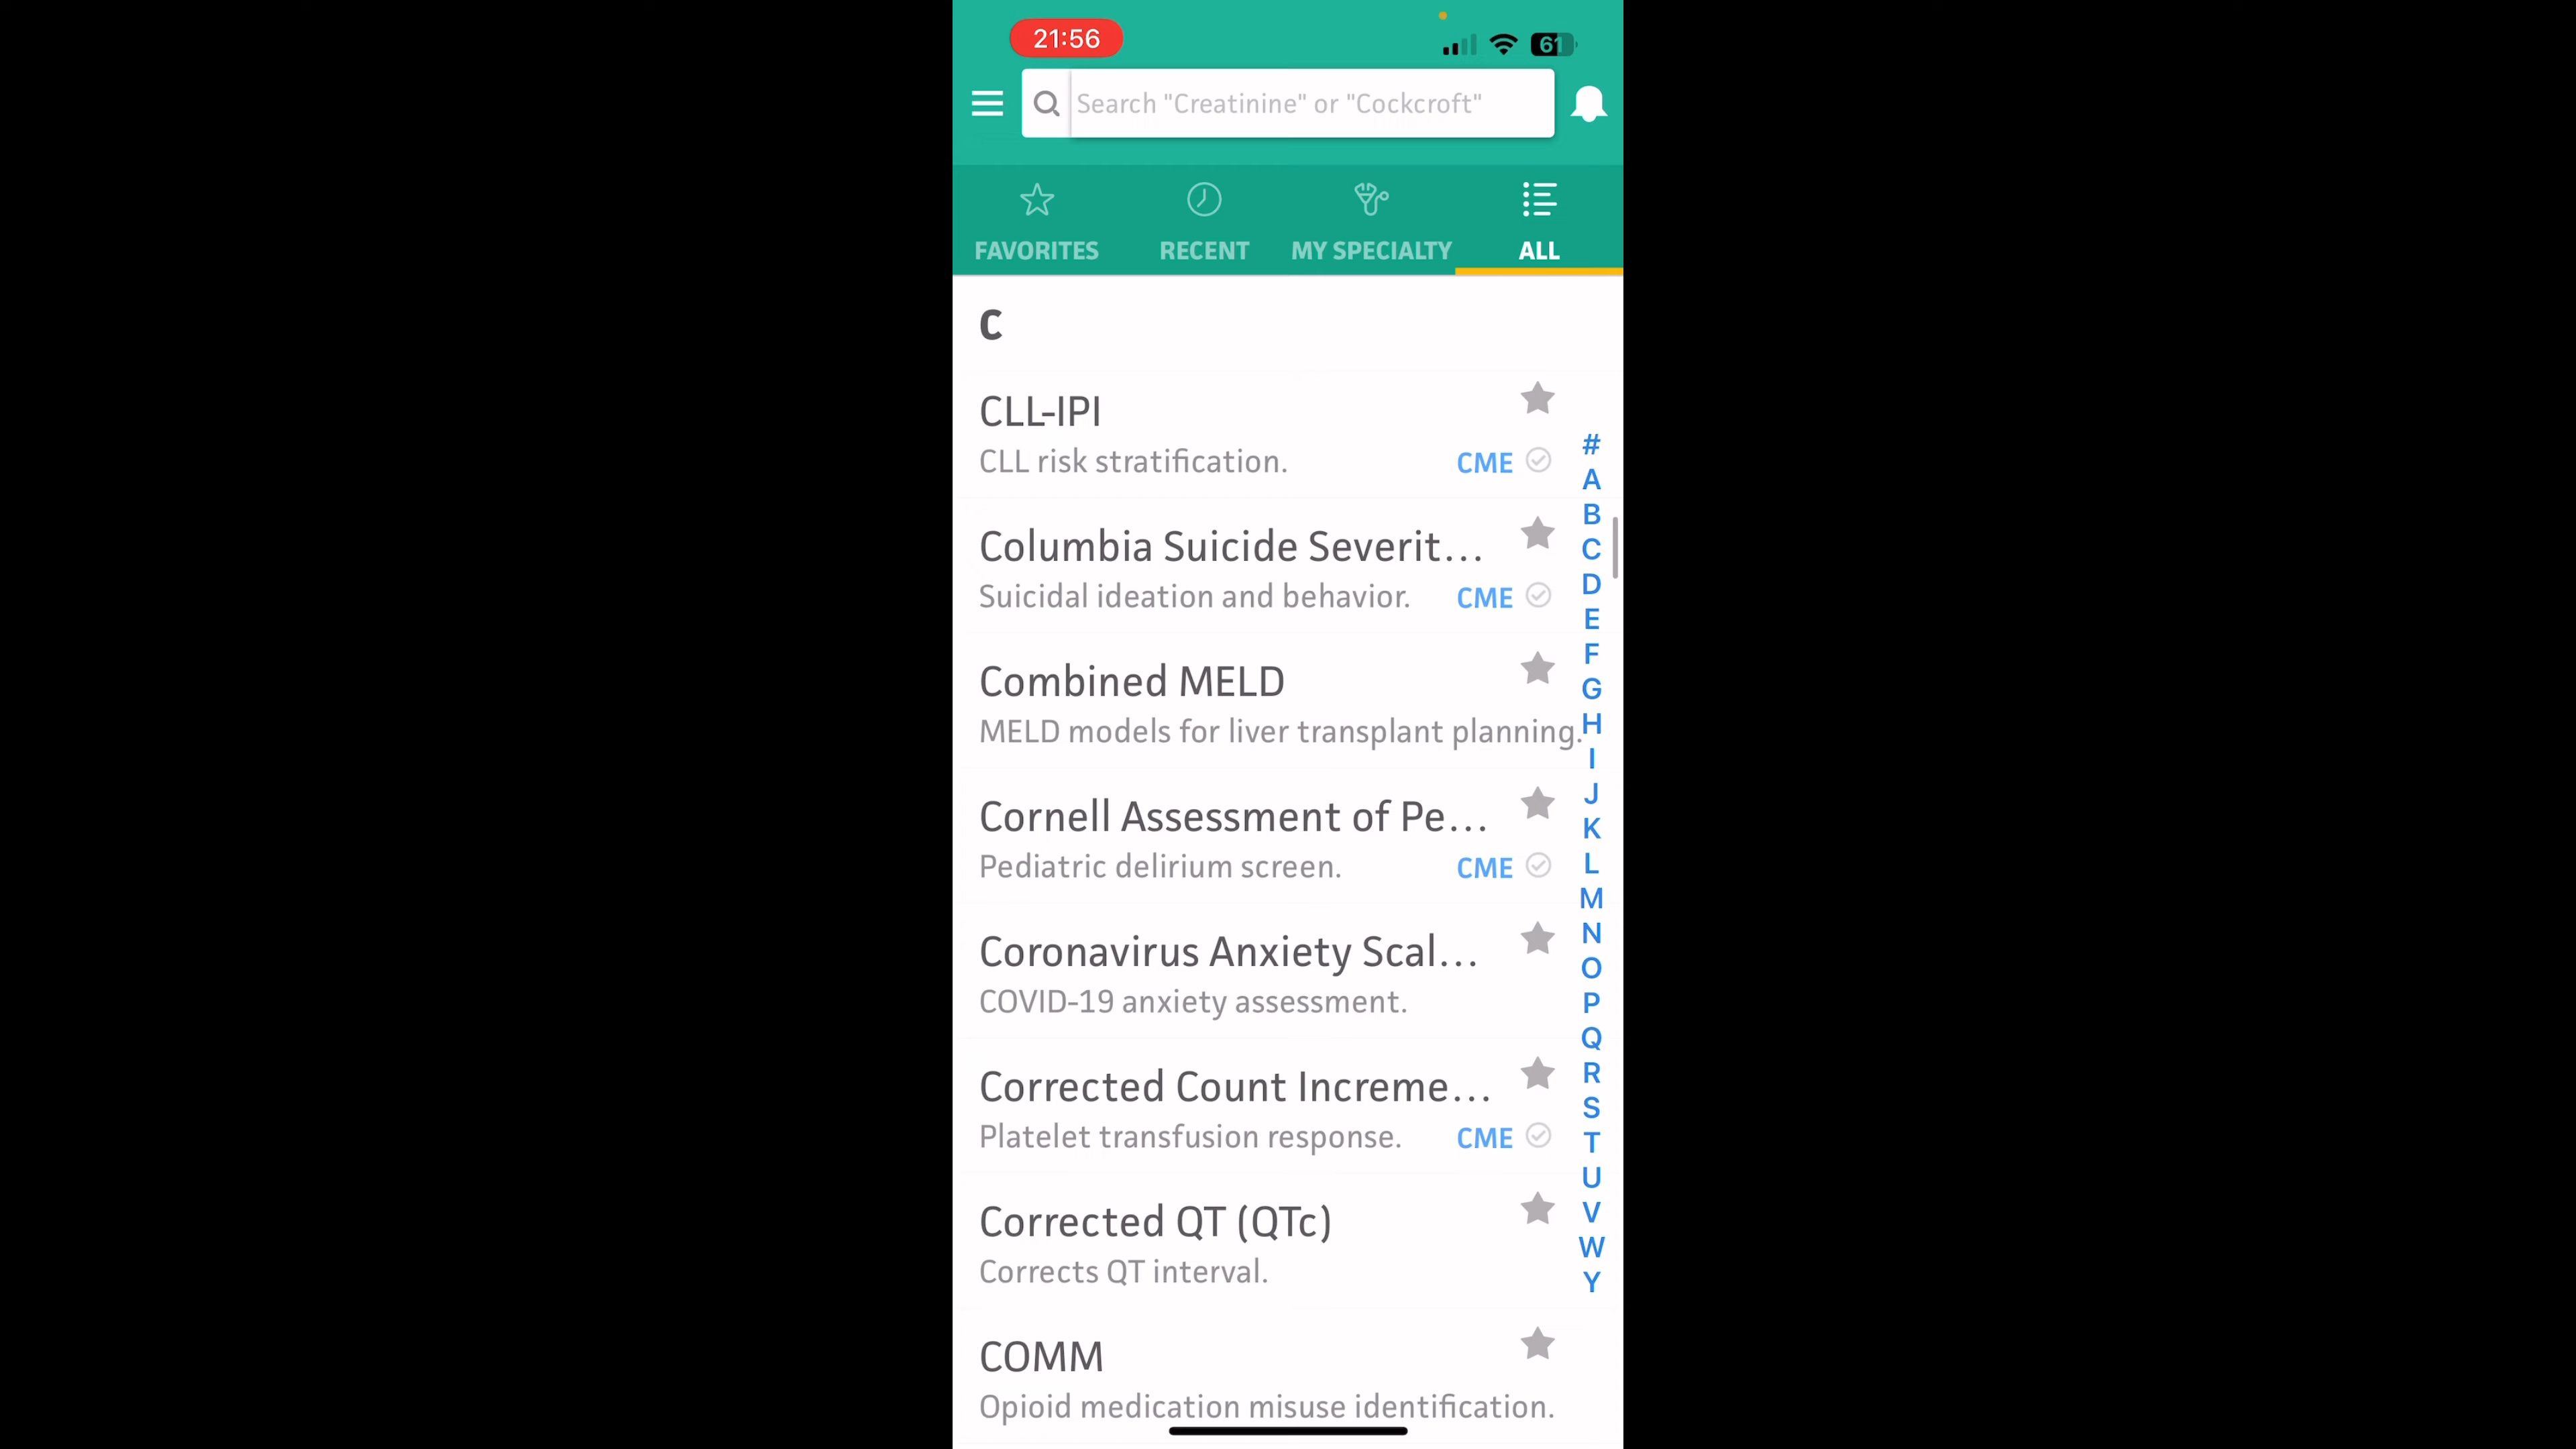 21:56
61
Search "Creatinine" or "Cockcroft"
FAVORITES
RECENT
MY SPECIALTY
ALL
C
CLL-IPI
CLL risk stratification.
CME
Columbia Suicide Severit...
Suicidal ideation and behavior.
CME
Combined MELD
MELD models for liver transplant planning.
Cornell Assessment of Pe...
Pediatric delirium screen.
CME
Coronavirus Anxiety Scal...
COVID-19 anxiety assessment.
Corrected Count Increme...
Platelet transfusion response.
CME
Corrected QT (QTc)
Corrects QT interval.
COMM
Opioid medication misuse identification.
#
A
B
C
D
E
F
G
H
I
J
K
L
M
N
O
P
Q
R
S
T
U
V
W
Y